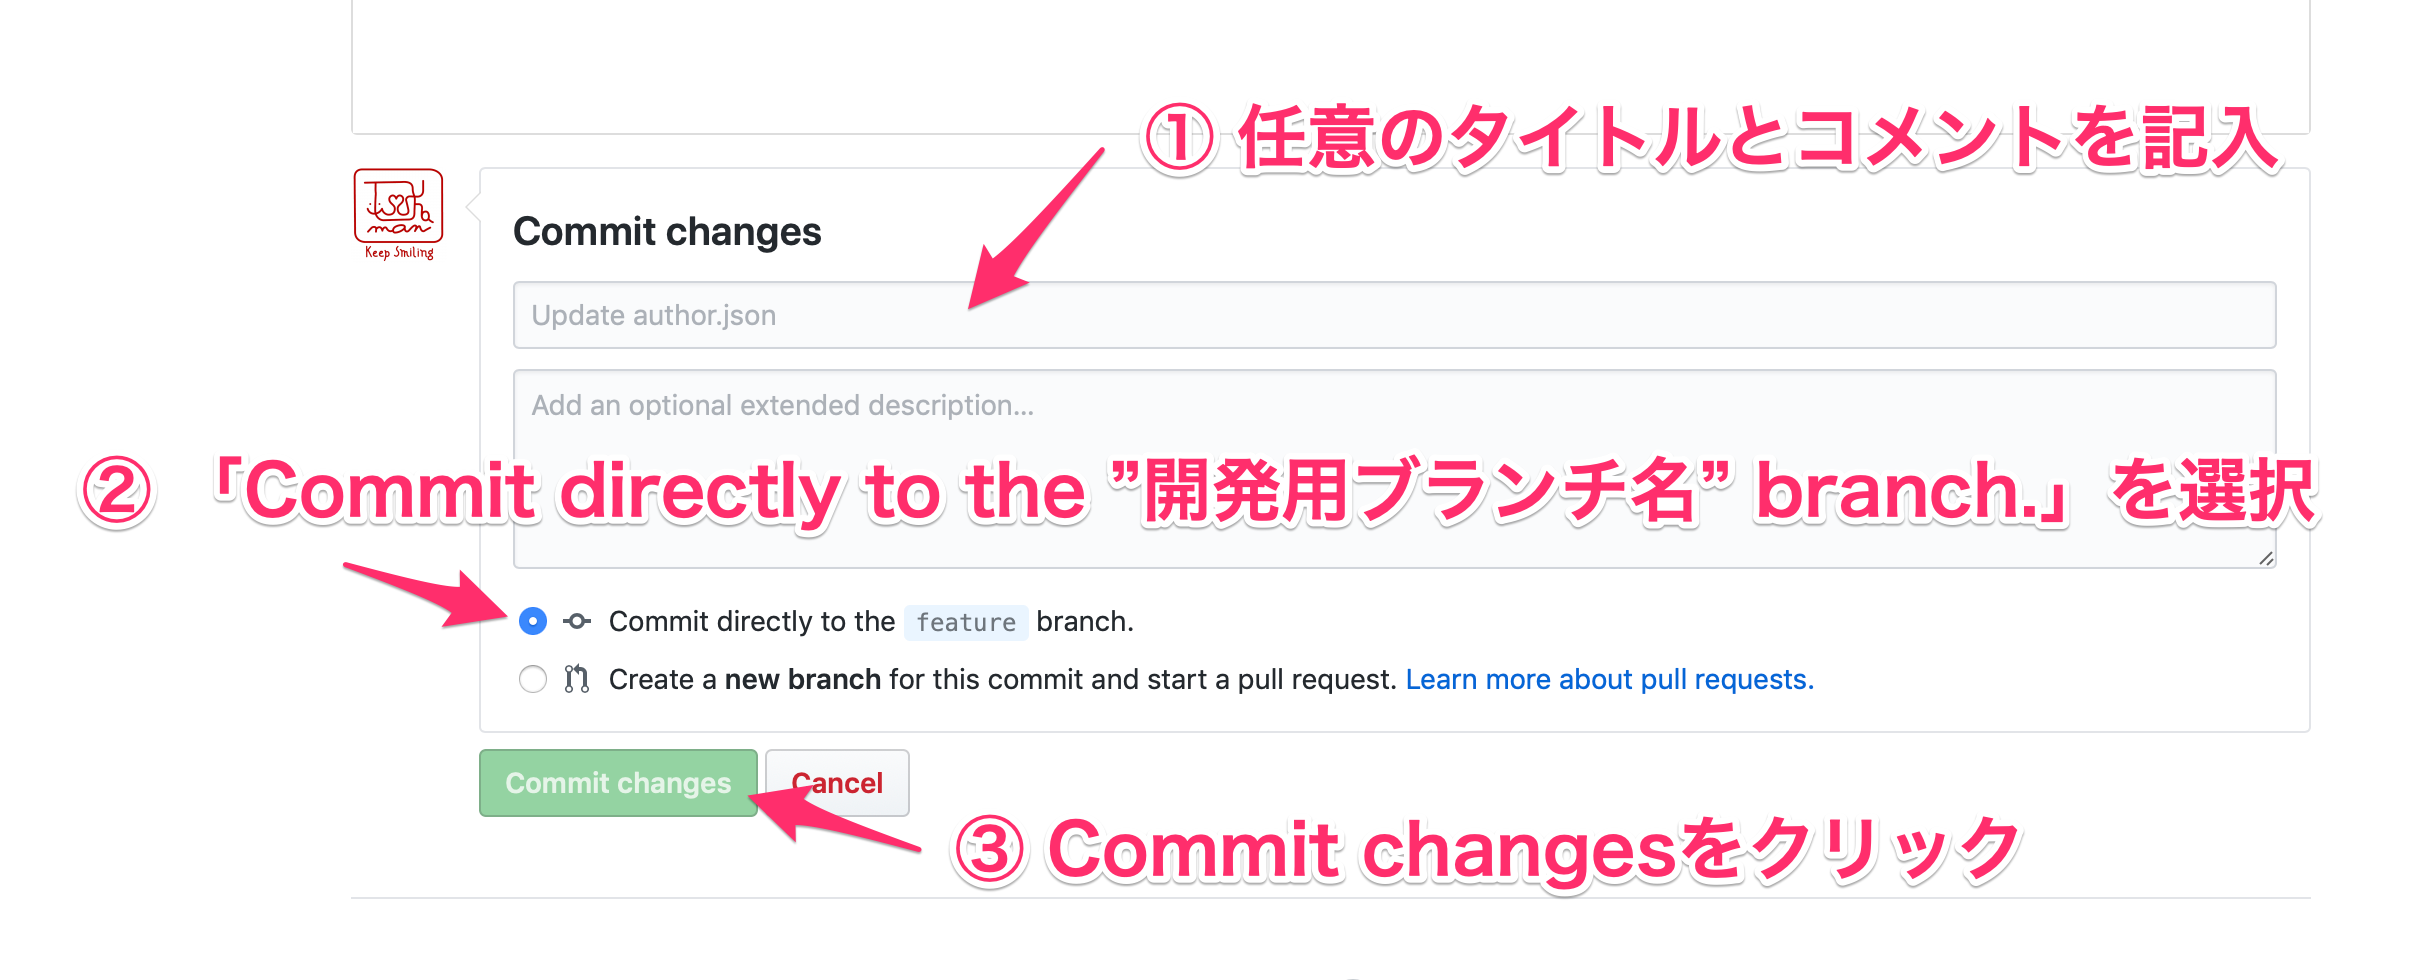 ① 任意のタイトルとコメントを記入
Keep Smiling
Commit changes
Update author.json
Add an optional extended description...
② 「Commit directly to the ”開発用ブランチ名” branch.」 を選択
Commit directly to the feature branch.
Create a new branch for this commit and start a pull request. Learn more about pull requests.
Commit changes Cancel
③ Commit changesをクリック